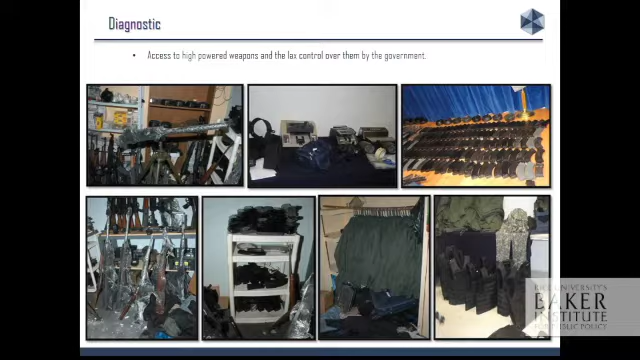 Diagnostic
• Access to high powered weapons and the lax control over them by the government.
RICE UNIVERSITY'S
BAKER
INSTITUTE
FOR PUBLIC POLICY